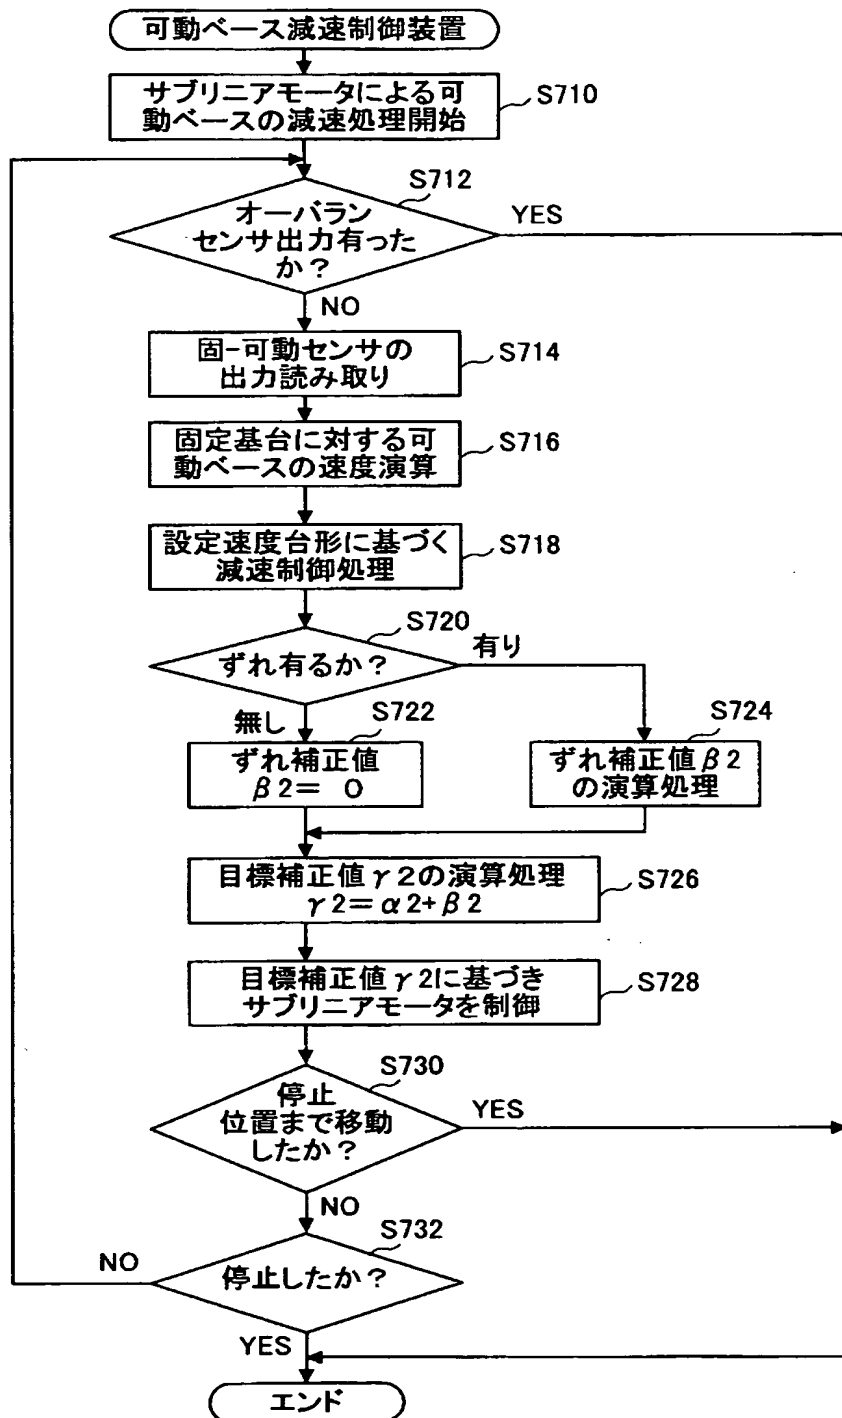 可動ベース減速制御装置
サブリニアモータによる可
動ベースの減速処理開始
S710
S712
オーバラン
センサ出力有った
か?
YES
NO
固-可動センサの
出力読み取り
S714
固定基台に対する可
動ベースの速度演算
S716
設定速度台形に基づく
減速制御処理
S718
S720
ずれ有るか?
有り
無し
S722
ずれ補正値
β2= 0
S724
ずれ補正値β2
の演算処理
目標補正値γ2の演算処理
γ2=α2+β2
S726
目標補正値γ2に基づき
サブリニアモータを制御
S728
S730
停止
位置まで移動
したか?
YES
NO
S732
停止したか?
NO
YES
エンド